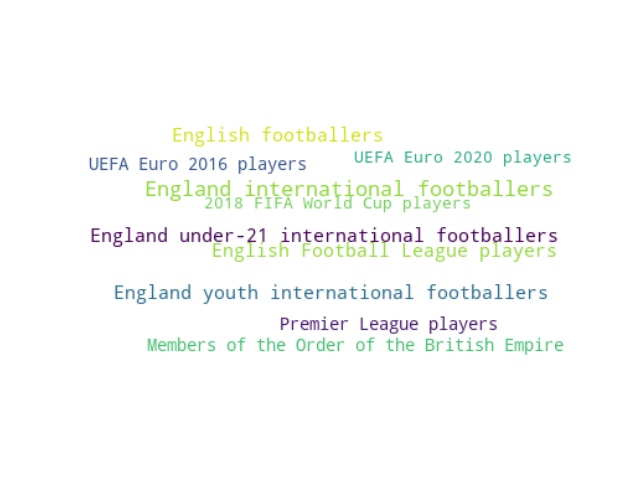 English footballers
UEFA Euro 2020 players
UEFA Euro 2016 players
England international footballers
2018 FIFA World Cup players
England under-21 international footballers
English Football League players
England youth international footballers
Premier League players
Members of the Order of the British Empire